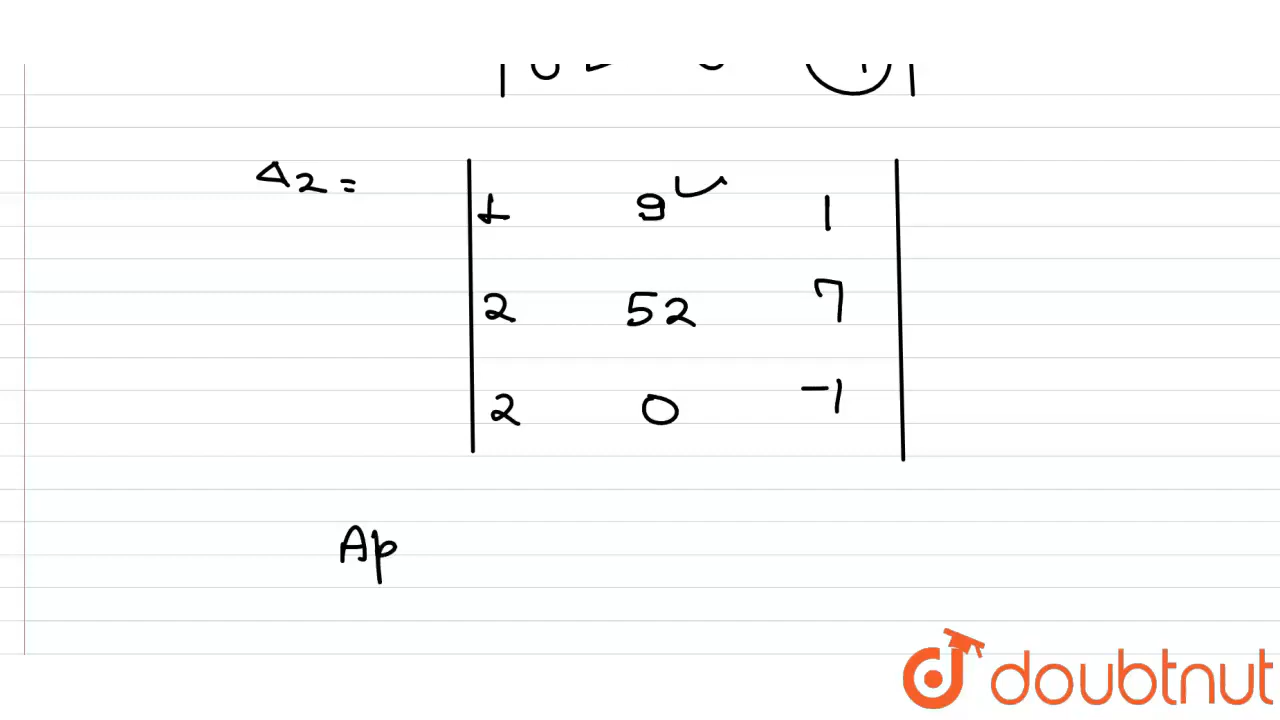 Δ2 =
1 9 1
2 52 7
2 0 -1
Ap
doubtnut